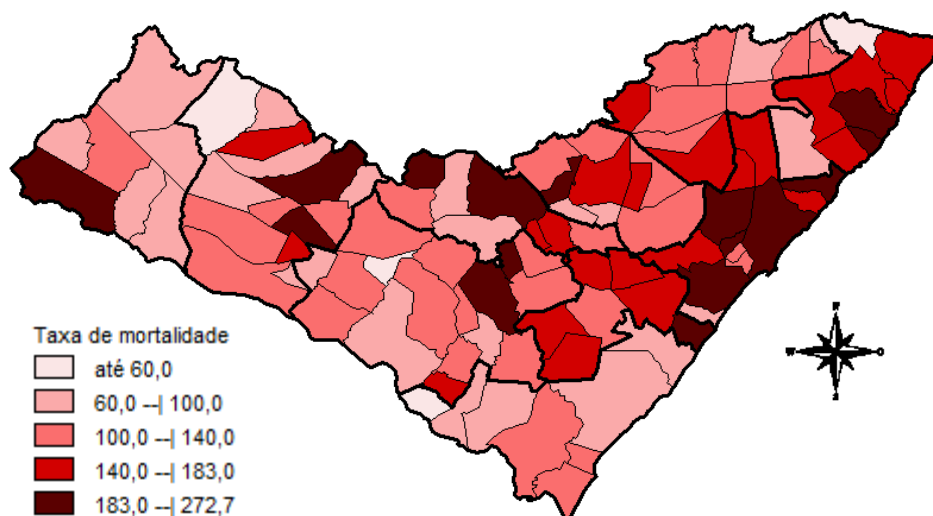 Taxa de mortalidade
até 60,0
60,0 --| 100,0
100,0 --| 140,0
140,0 --| 183,0
183,0 --| 272,7